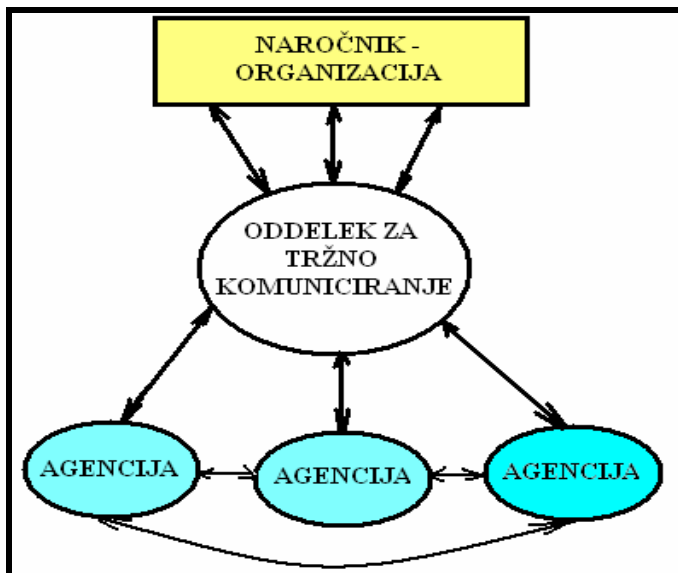 NAROČNIK -
ORGANIZACIJA
ODDELEK ZA
TRŽNO
KOMUNICIRANJE
AGENCIJA
AGENCIJA
AGENCIJA